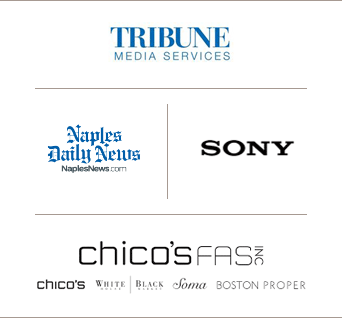 TRIBUNE
MEDIA SERVICES
Naples
Daily News
NaplesNews.com
SONY
chico's FAS INC
chico's WHITE HOUSE | BLACK MARKET Soma BOSTON PROPER